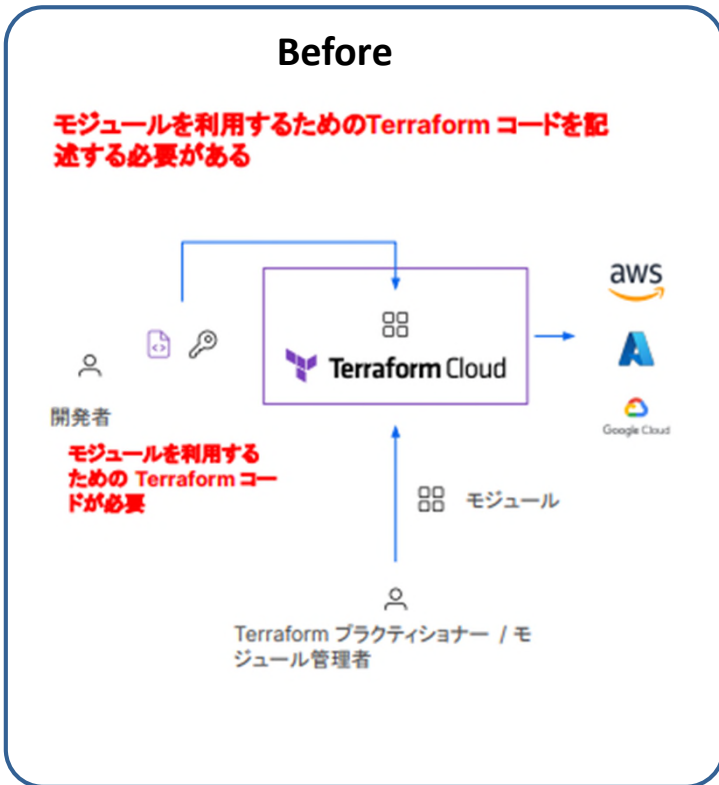 Before
モジュールを利用するためのTerraform コードを記
述する必要がある
aws
Terraform Cloud
Google Cloud
開発者
モジュールを利用する
ための Terraform コー
ドが必要
モジュール
Terraform プラクティショナー / モ
ジュール管理者